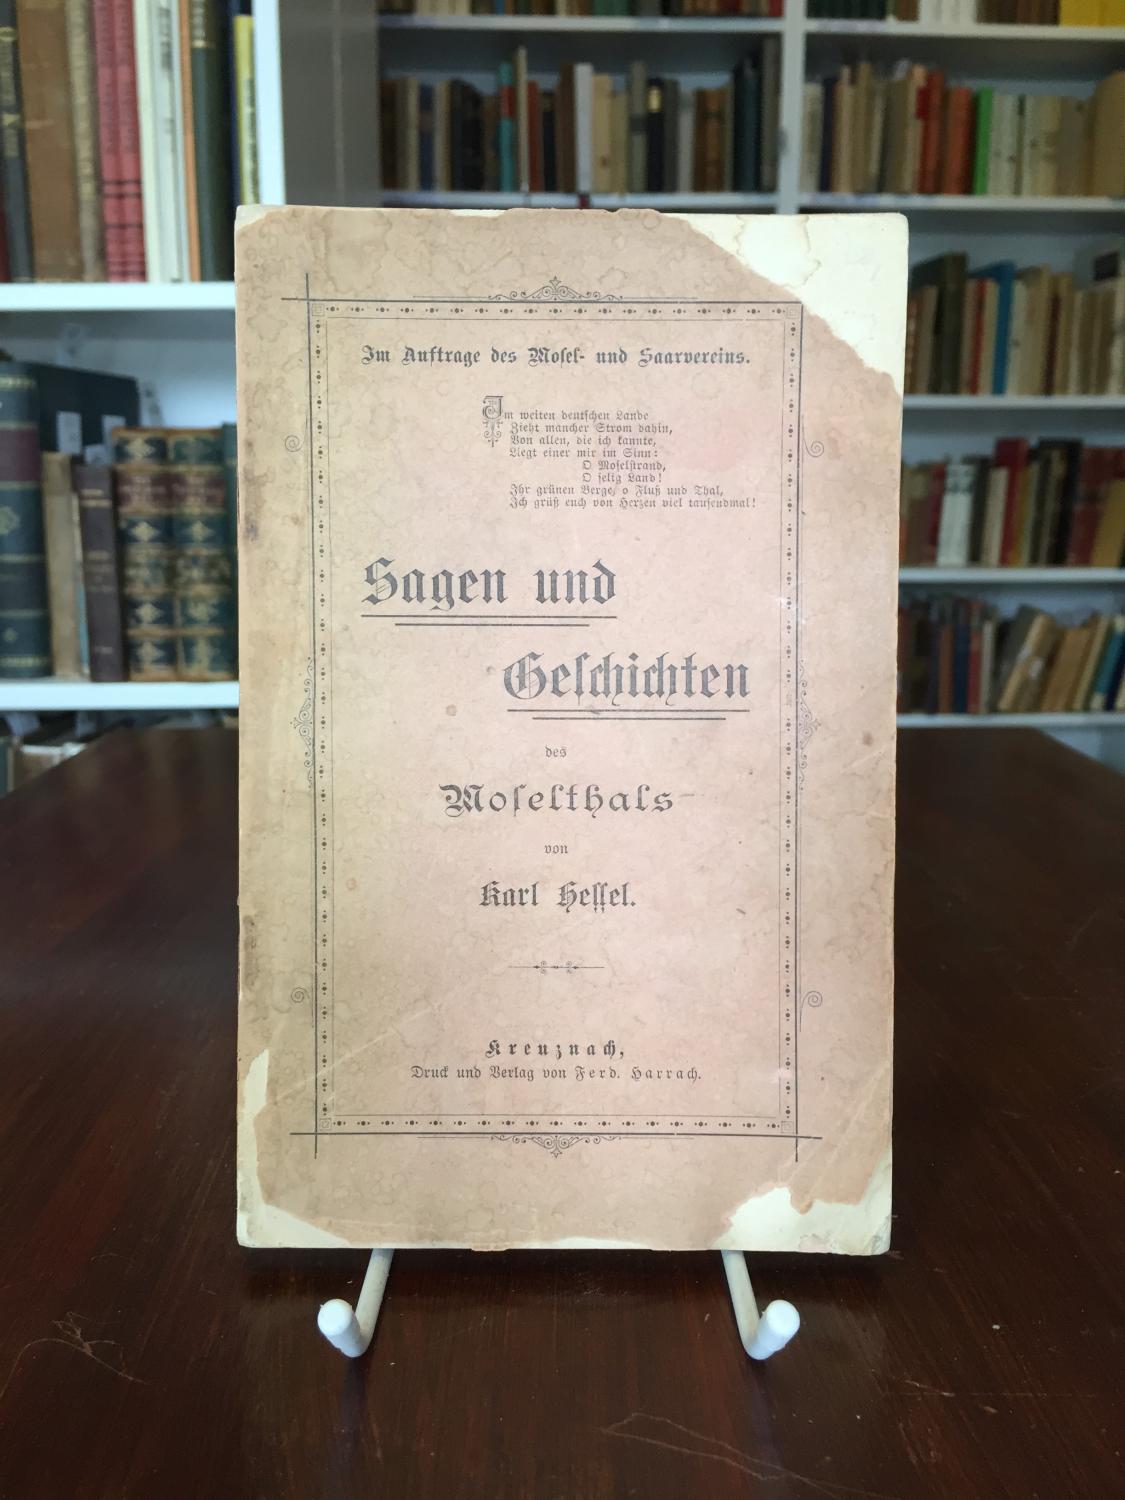 Im Auftrage des Moſel- und Saarvereins.
Im weiten deutſchen Lande
Zieht mancher Strom dahin,
Von allen, die ich kannte,
Liegt einer mir im Sinn:
O Moſelſtrand,
O ſelig Land!
Ihr grünen Berge, o Fluß und Thal,
Ich grüß euch von Herzen viel tauſendmal!
Sagen und
Geſchichten
des
Moſelthals
von
Karl Heſſel.
Kreuznach,
Druck und Verlag von Ferd. Harrach.